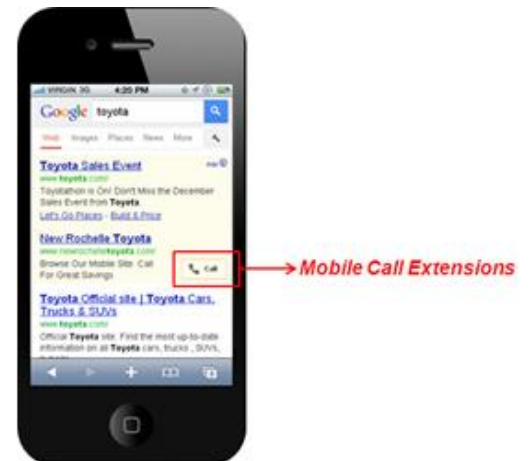 VIRGIN 3G 4:25 PM
Google toyota
Web Images Places News More
Toyota Sales Event
www.toyota.com/
Toyotathon is On! Don't Miss the December
Sales Event from Toyota.
Let's Go Places - Build & Price
New Rochelle Toyota
www.newrochelletoyota.com/
Browse Our Mobile Site. Call
For Great Savings
Call
Mobile Call Extensions
Toyota Official site | Toyota Cars,
Trucks & SUVs
www.toyota.com/
Official Toyota site. Find the most up-to-date
information on all Toyota cars, trucks, SUVs,